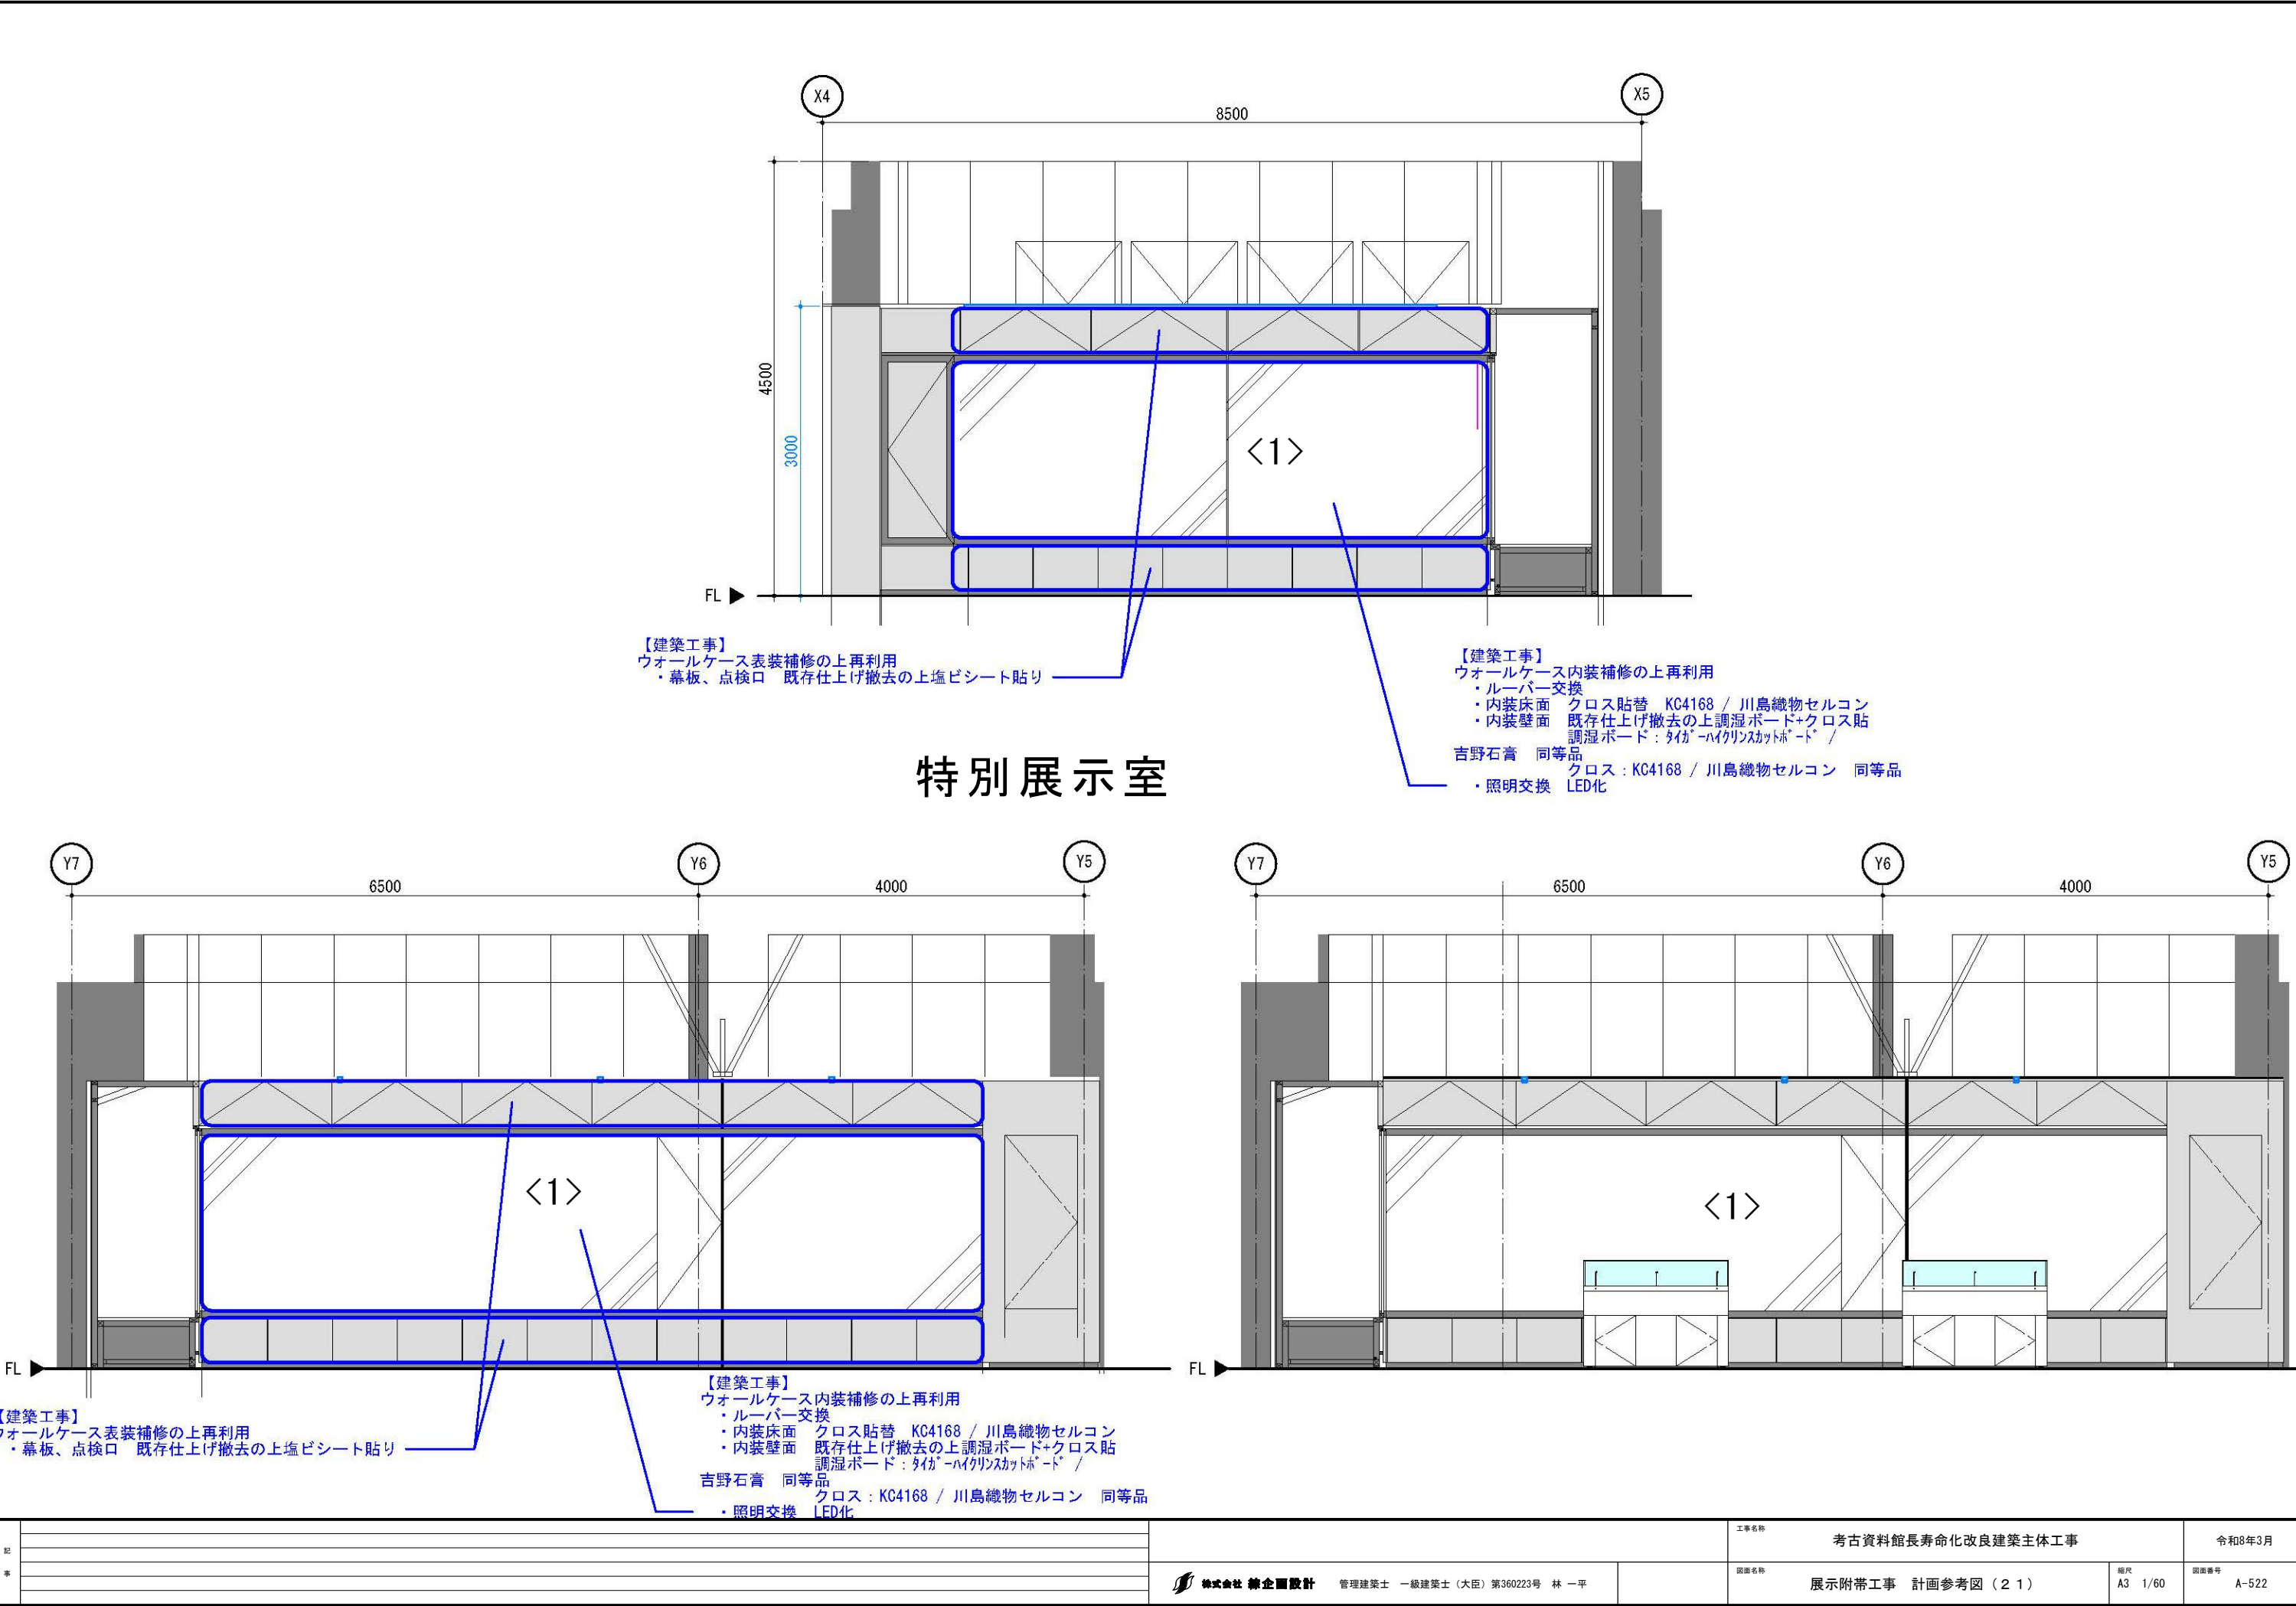 X4
X5
8500
4500
3000
<1>
FL
【建築工事】
ウォールケース表装補修の上再利用
・幕板、点検口　既存仕上げ撤去の上塩ビシート貼り
【建築工事】
ウォールケース内装補修の上再利用
・ルーバー交換
・内装床面　クロス貼替　KC4168 / 川島織物セルコン
・内装壁面　既存仕上げ撤去の上調湿ボード+クロス貼
調湿ボード：ﾀｲｶﾞｰﾊｲｸﾘﾝｽｶｯﾄﾎﾞｰﾄﾞ /
吉野石膏　同等品
クロス：KC4168 / 川島織物セルコン　同等品
・照明交換　LED化
特別展示室
Y7
Y6
Y5
6500
4000
<1>
FL
【建築工事】
ウォールケース表装補修の上再利用
・幕板、点検口　既存仕上げ撤去の上塩ビシート貼り
【建築工事】
ウォールケース内装補修の上再利用
・ルーバー交換
・内装床面　クロス貼替　KC4168 / 川島織物セルコン
・内装壁面　既存仕上げ撤去の上調湿ボード+クロス貼
調湿ボード：ﾀｲｶﾞｰﾊｲｸﾘﾝｽｶｯﾄﾎﾞｰﾄﾞ /
吉野石膏　同等品
クロス：KC4168 / 川島織物セルコン　同等品
・照明交換　LED化
Y7
Y6
Y5
6500
4000
<1>
FL
記
事
株式会社 綜企画設計
管理建築士　一級建築士（大臣）第360223号　林 一平
工事名称
考古資料館長寿命化改良建築主体工事
令和8年3月
図面名称
展示附帯工事　計画参考図（２１）
縮尺
A3　1/60
図面番号
A-522